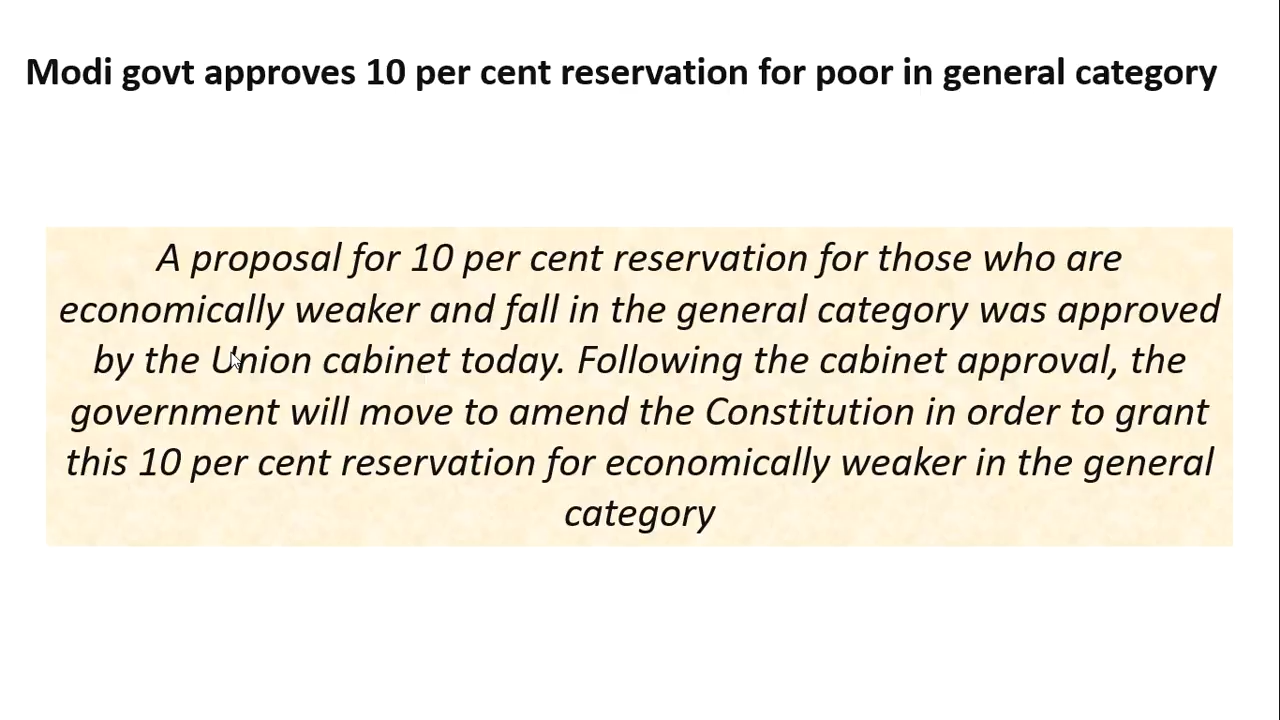 Modi govt approves 10 per cent reservation for poor in general category
A proposal for 10 per cent reservation for those who are
economically weaker and fall in the general category was approved
by the Union cabinet today. Following the cabinet approval, the
government will move to amend the Constitution in order to grant
this 10 per cent reservation for economically weaker in the general
category